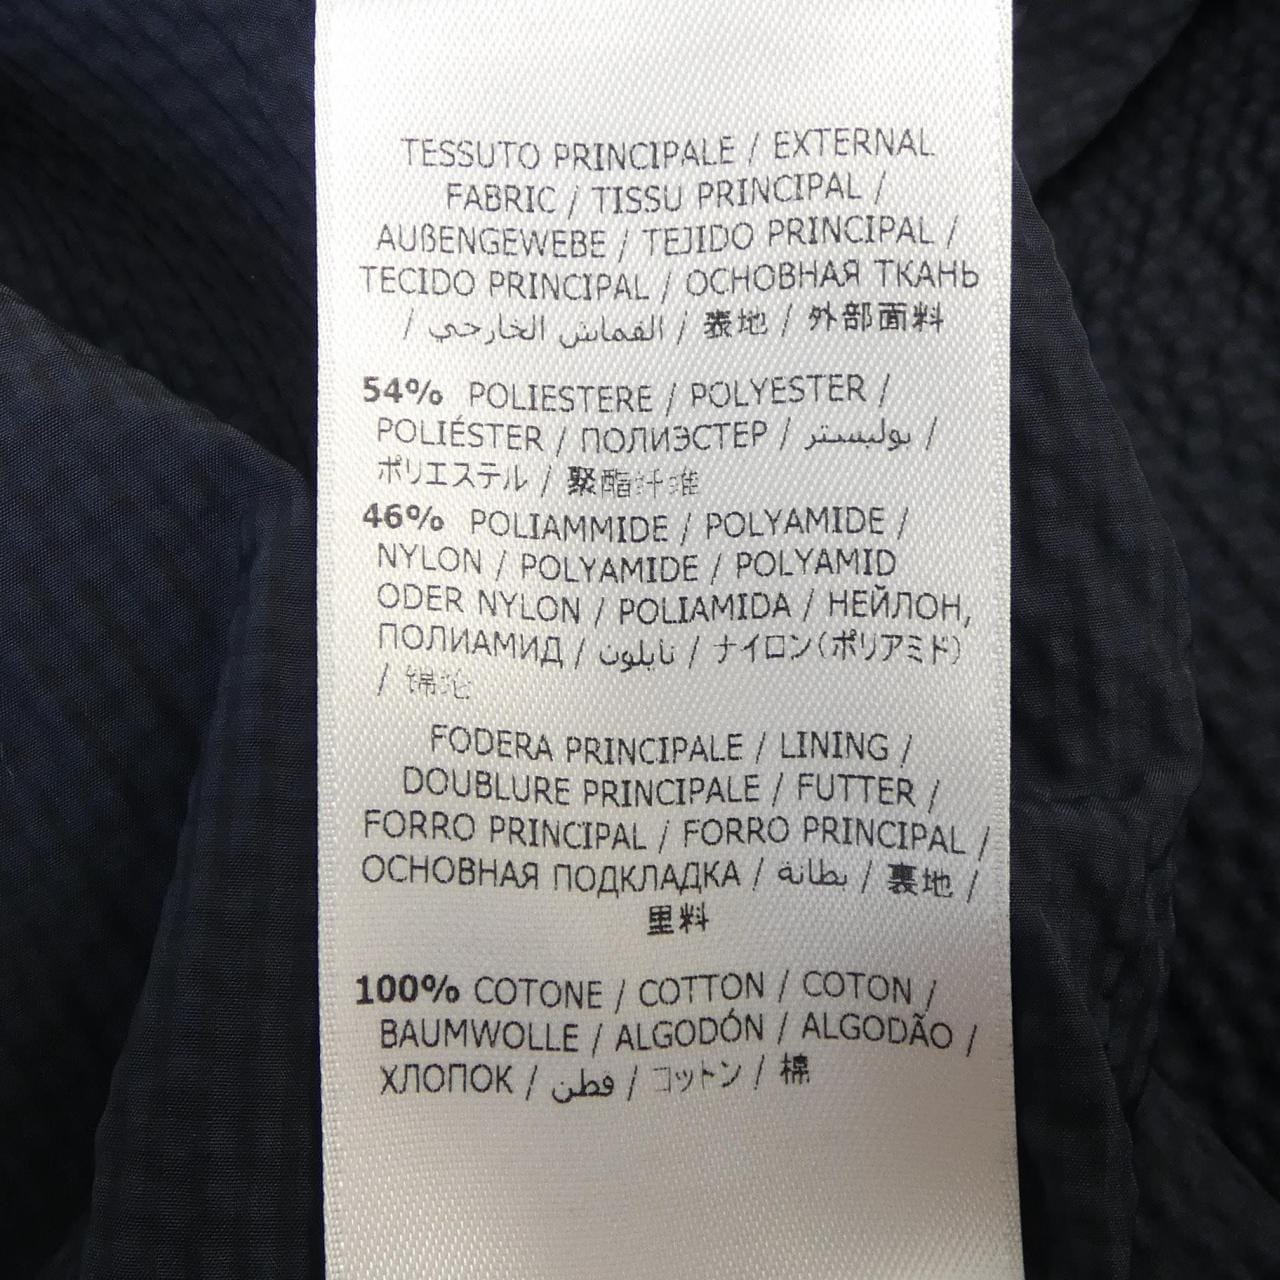 TESSUTO PRINCIPALE / EXTERNAL
FABRIC / TISSU PRINCIPAL /
AUßENGEWEBE / TEJIDO PRINCIPAL /
TECIDO PRINCIPAL / ОСНОВНАЯ ТКАНЬ
/ القماش الخارجي / 表地 / 外部面料
54% POLIESTERE / POLYESTER /
POLIÉSTER / ПОЛИЭСТЕР / بوليستر /
ポリエステル / 聚酯纤维
46% POLIAMMIDE / POLYAMIDE /
NYLON / POLYAMIDE / POLYAMID
ODER NYLON / POLIAMIDA / НЕЙЛОН,
ПОЛИАМИД / نايلون / ナイロン(ポリアミド)
/ 锦纶
FODERA PRINCIPALE / LINING /
DOUBLURE PRINCIPALE / FUTTER /
FORRO PRINCIPAL / FORRO PRINCIPAL /
ОСНОВНАЯ ПОДКЛАДКА / بطانة / 裏地 /
里料
100% COTONE / COTTON / COTON /
BAUMWOLLE / ALGODÓN / ALGODÃO /
ХЛОПОК / قطن / コットン / 棉